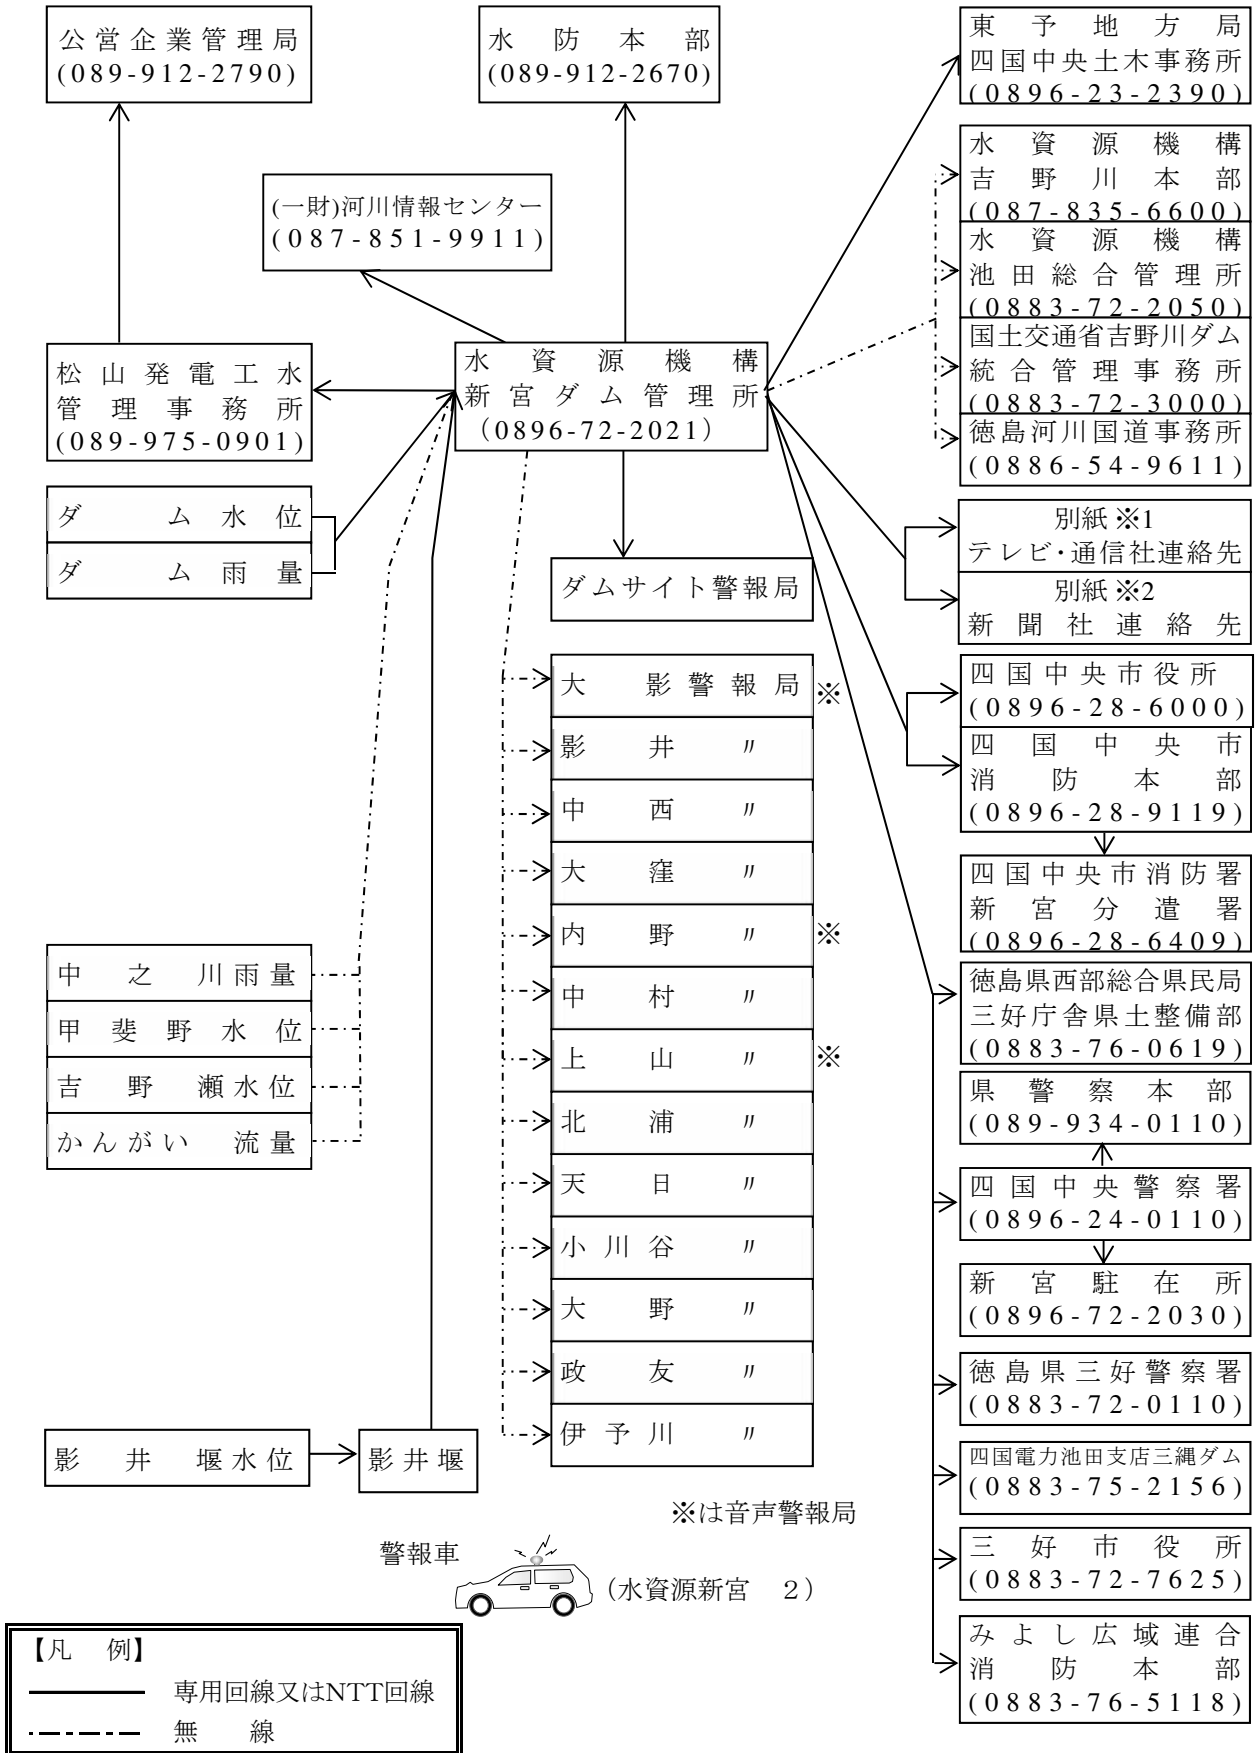 公営企業管理局
(089-912-2790)
水防本部
(089-912-2670)
東予地方局
四国中央土木事務所
(0896-23-2390)
水資源機構
吉野川本部
(087-835-6600)
水資源機構
池田総合管理所
(0883-72-2050)
国土交通省吉野川ダム
統合管理事務所
(0883-72-3000)
徳島河川国道事務所
(0886-54-9611)
(一財)河川情報センター
(087-851-9911)
松山発電工水
管理事務所
(089-975-0901)
水資源機構
新宮ダム管理所
(0896-72-2021)
ダム水位
ダム雨量
ダムサイト警報局
別紙※1
テレビ・通信社連絡先
別紙※2
新聞社連絡先
大影警報局 ※
影井 〃
中西 〃
大窪 〃
内野 〃 ※
中村 〃
上山 〃 ※
北浦 〃
天日 〃
小川谷 〃
大野 〃
政友 〃
伊予川 〃
四国中央市役所
(0896-28-6000)
四国中央市
消防本部
(0896-28-9119)
四国中央市消防署
新宮分遣署
(0896-28-6409)
徳島県西部総合県民局
三好庁舎県土整備部
(0883-76-0619)
県警察本部
(089-934-0110)
四国中央警察署
(0896-24-0110)
新宮駐在所
(0896-72-2030)
徳島県三好警察署
(0883-72-0110)
四国電力池田支店三縄ダム
(0883-75-2156)
三好市役所
(0883-72-7625)
みよし広域連合
消防本部
(0883-76-5118)
中之川雨量
甲斐野水位
吉野瀬水位
かんがい 流量
影井堰水位
影井堰
※は音声警報局
警報車
(水資源新宮 2)
【凡 例】
専用回線又はNTT回線
無 線